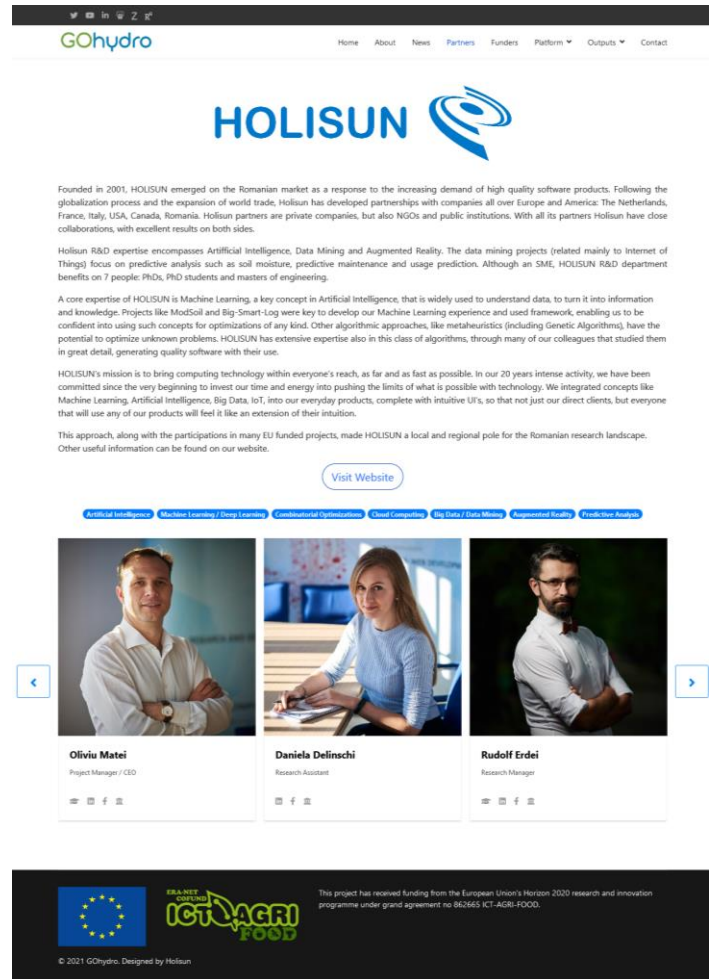 GOhydro
Home About News Partners Funders Platform Outputs Contact
HOLISUN
Founded in 2001, HOLISUN emerged on the Romanian market as a response to the increasing demand of high quality software products. Following the
globalization process and the expansion of world trade, Holisun has developed partnerships with companies all over Europe and America: The Netherlands,
France, Italy, USA, Canada, Romania. Holisun partners are private companies, but also NGOs and public institutions. With all its partners Holisun have close
collaborations, with excellent results on both sides.
Holisun R&D expertise encompasses Artifficial Intelligence, Data Mining and Augmented Reality. The data mining projects (related mainly to Internet of
Things) focus on predictive analysis such as soil moisture, predictive maintenance and usage prediction. Although an SME, HOLISUN R&D department
benefits on 7 people: PhDs, PhD students and masters of engineering.
A core expertise of HOLISUN is Machine Learning, a key concept in Artificial Intelligence, that is widely used to understand data, to turn it into information
and knowledge. Projects like ModSoil and Big-Smart-Log were key to develop our Machine Learning experience and used framework, enabling us to be
confident into using such concepts for optimizations of any kind. Other algorithmic approaches, like metaheuristics (including Genetic Algorithms), have the
potential to optimize unknown problems. HOLISUN has extensive expertise also in this class of algorithms, through many of our colleagues that studied them
in great detail, generating quality software with their use.
HOLISUN's mission is to bring computing technology within everyone's reach, as far and as fast as possible. In our 20 years intense activity, we have been
committed since the very beginning to invest our time and energy into pushing the limits of what is possible with technology. We integrated concepts like
Machine Learning, Artificial Intelligence, Big Data, IoT, into our everyday products, complete with intuitive UI's, so that not just our direct clients, but everyone
that will use any of our products will feel it like an extension of their intuition.
This approach, along with the participations in many EU funded projects, made HOLISUN a local and regional pole for the Romanian research landscape.
Other useful information can be found on our website.
Visit Website
Artificial Intelligence Machine Learning / Deep Learning Combinatorial Optimizations Cloud Computing Big Data / Data Mining Augmented Reality Predictive Analysis
Oliviu Matei Daniela Delinschi Rudolf Erdei
Project Manager / CEO Research Assistant Research Manager
ERA-NET
COFUND
ICT AGRI
FOOD
This project has received funding from the European Union's Horizon 2020 research and innovation
programme under grand agreement no 862665 ICT-AGRI-FOOD.
© 2021 GOhydro. Designed by Holisun